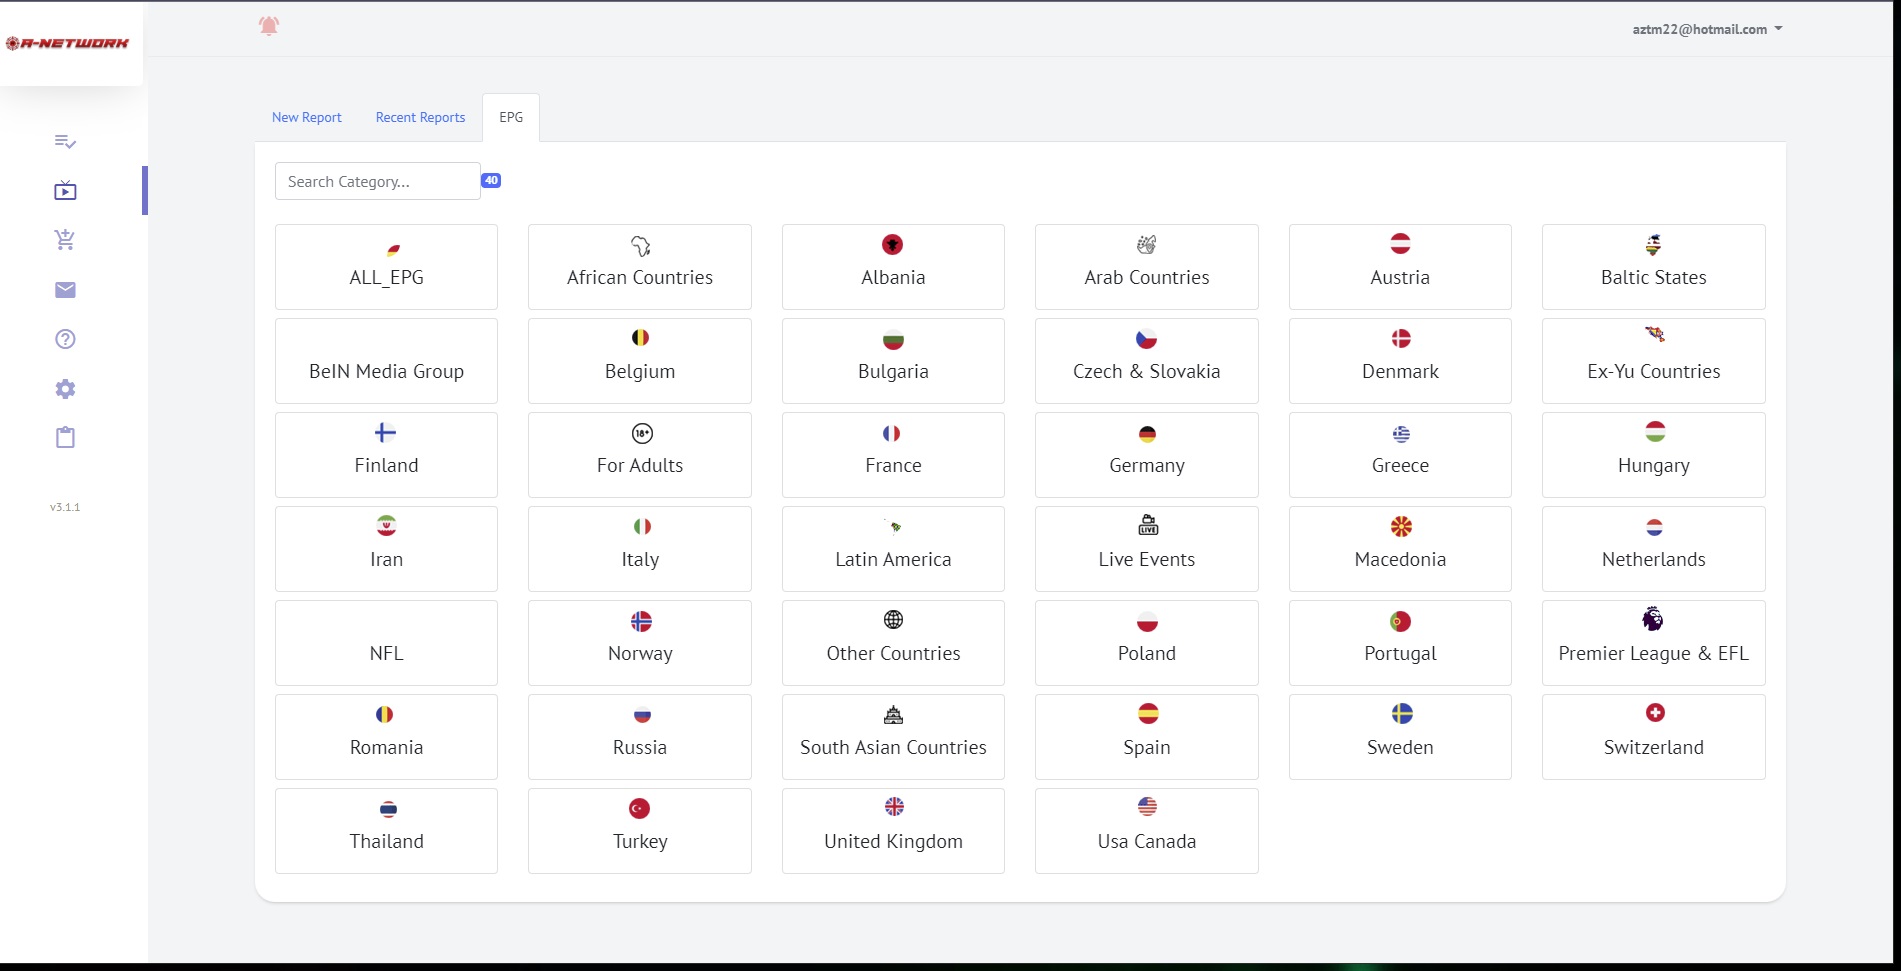 A-NETWORK
aztm22@hotmail.com
New Report
Recent Reports
EPG
Search Category...
40
ALL_EPG
African Countries
Albania
Arab Countries
Austria
Baltic States
BeIN Media Group
Belgium
Bulgaria
Czech & Slovakia
Denmark
Ex-Yu Countries
18+
Finland
For Adults
France
Germany
Greece
Hungary
LIVE
Iran
Italy
Latin America
Live Events
Macedonia
Netherlands
NFL
Norway
Other Countries
Poland
Portugal
Premier League & EFL
Romania
Russia
South Asian Countries
Spain
Sweden
Switzerland
Thailand
Turkey
United Kingdom
Usa Canada
v3.1.1